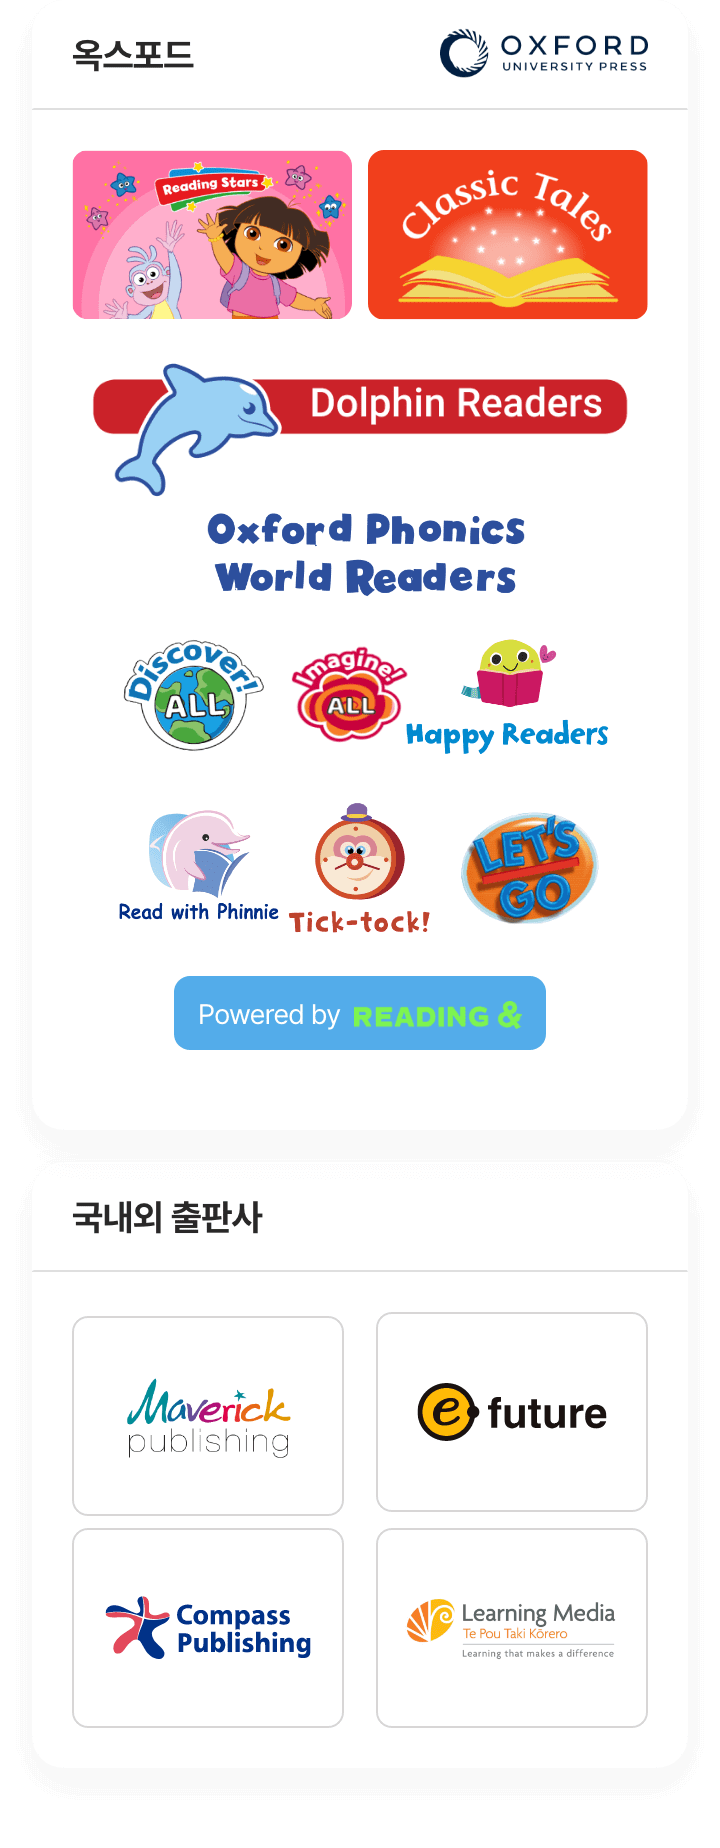 옥스포드
OXFORD
UNIVERSITY PRESS
Reading Stars
Classic Tales
Dolphin Readers
Oxford Phonics
World Readers
Discover!
ALL
Imagine!
ALL
Happy Readers
Read with Phinnie
Tick-tock!
LET'S
GO
Powered by READING &
국내외 출판사
Maverick
publishing
e future
Compass
Publishing
Learning Media
Te Pou Taki Kōrero
Learning that makes a difference